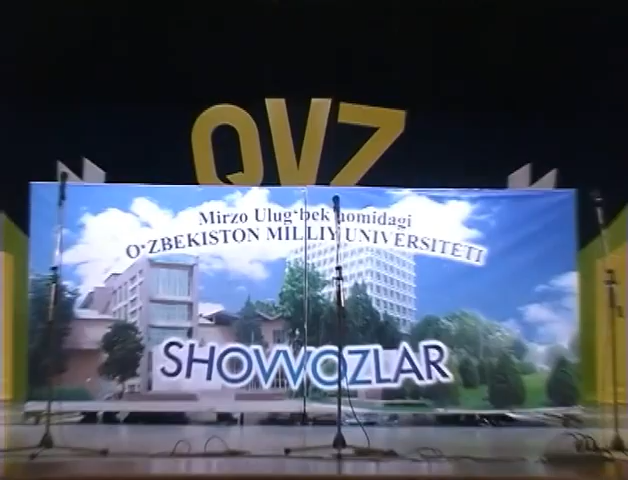 QVZ
Mirzo Ulug‘bek nomidagi
O‘ZBEKISTON MILLIY UNIVERSITETI
SHOVVOZLAR